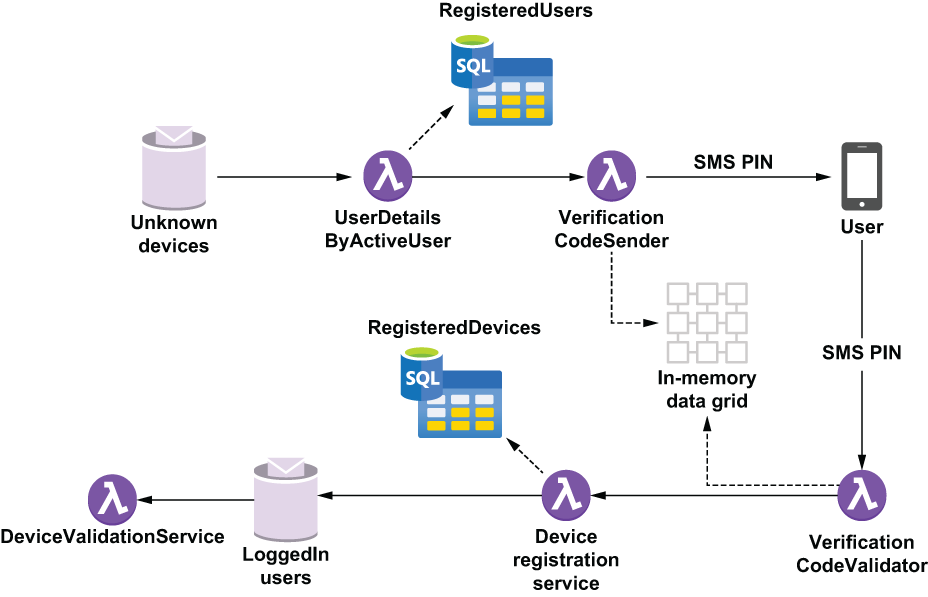 RegisteredUsers
SQL
SMS PIN
Unknown
devices
UserDetails
ByActiveUser
Verification
CodeSender
User
RegisteredDevices
SQL
SMS PIN
In-memory
data grid
DeviceValidationService
LoggedIn
users
Device
registration
service
Verification
CodeValidator